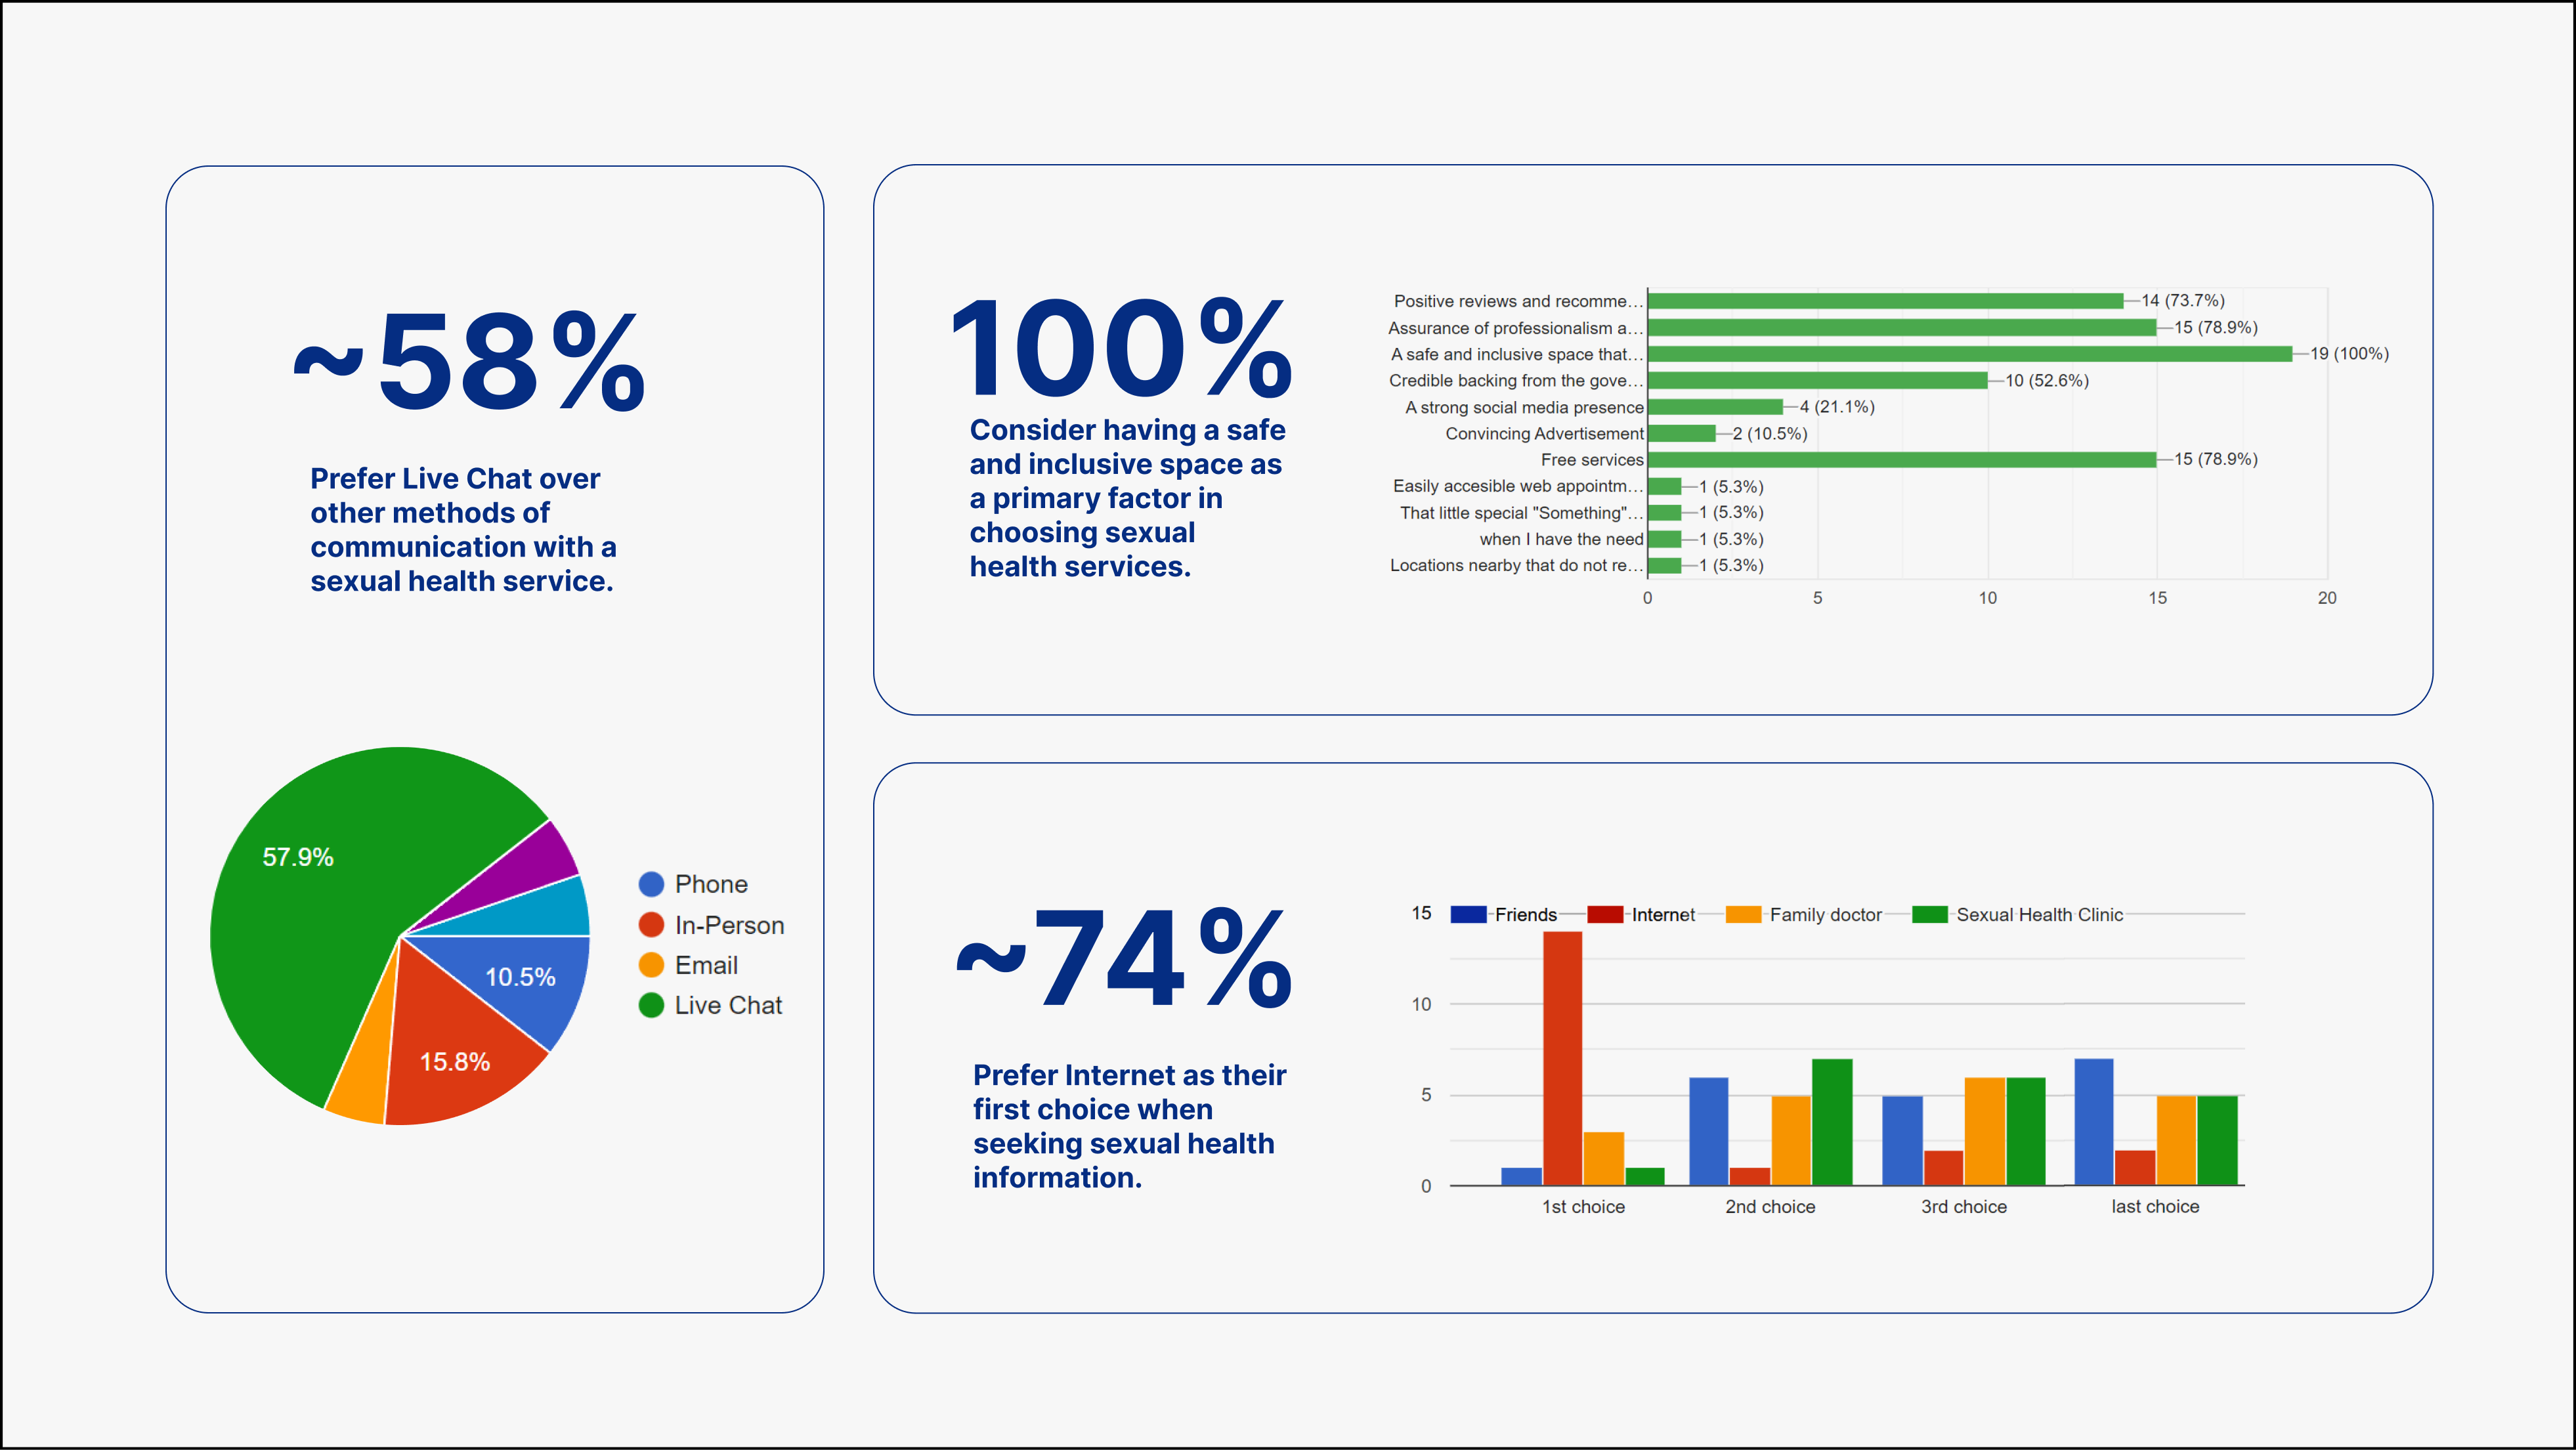 ~58%
Prefer Live Chat over
other methods of
communication with a
sexual health service.
57.9%
10.5%
15.8%
Phone
In-Person
Email
Live Chat
100%
Consider having a safe
and inclusive space as
a primary factor in
choosing sexual
health services.
Positive reviews and recomme… 14 (73.7%)
Assurance of professionalism a… 15 (78.9%)
A safe and inclusive space that… 19 (100%)
Credible backing from the gove… 10 (52.6%)
A strong social media presence 4 (21.1%)
Convincing Advertisement 2 (10.5%)
Free services 15 (78.9%)
Easily accesible web appointm… 1 (5.3%)
That little special "Something"… 1 (5.3%)
when I have the need 1 (5.3%)
Locations nearby that do not re… 1 (5.3%)
0 5 10 15 20
~74%
Prefer Internet as their
first choice when
seeking sexual health
information.
15 Friends Internet Family doctor Sexual Health Clinic
10
5
0
1st choice 2nd choice 3rd choice last choice